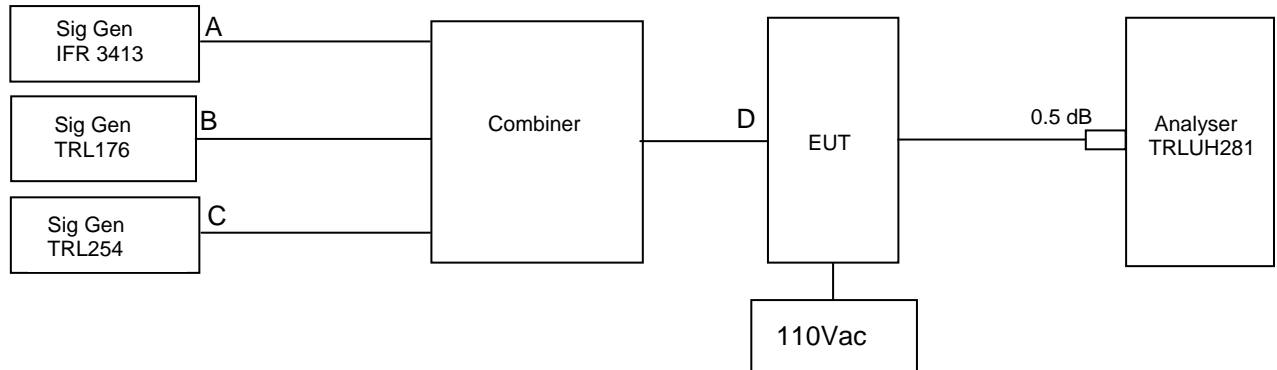 Sig Gen
IFR 3413
A
Sig Gen
TRL176
B
Sig Gen
TRL254
C
Combiner
D
EUT
0.5 dB
Analyser
TRLUH281
110Vac